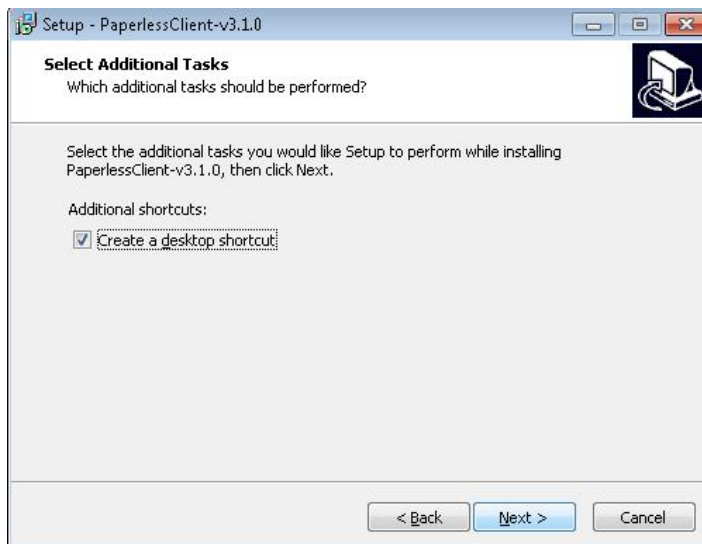 Setup - PaperlessClient-v3.1.0
Select Additional Tasks
Which additional tasks should be performed?
Select the additional tasks you would like Setup to perform while installing
PaperlessClient-v3.1.0, then click Next.
Additional shortcuts:
Create a desktop shortcut
< Back
Next >
Cancel